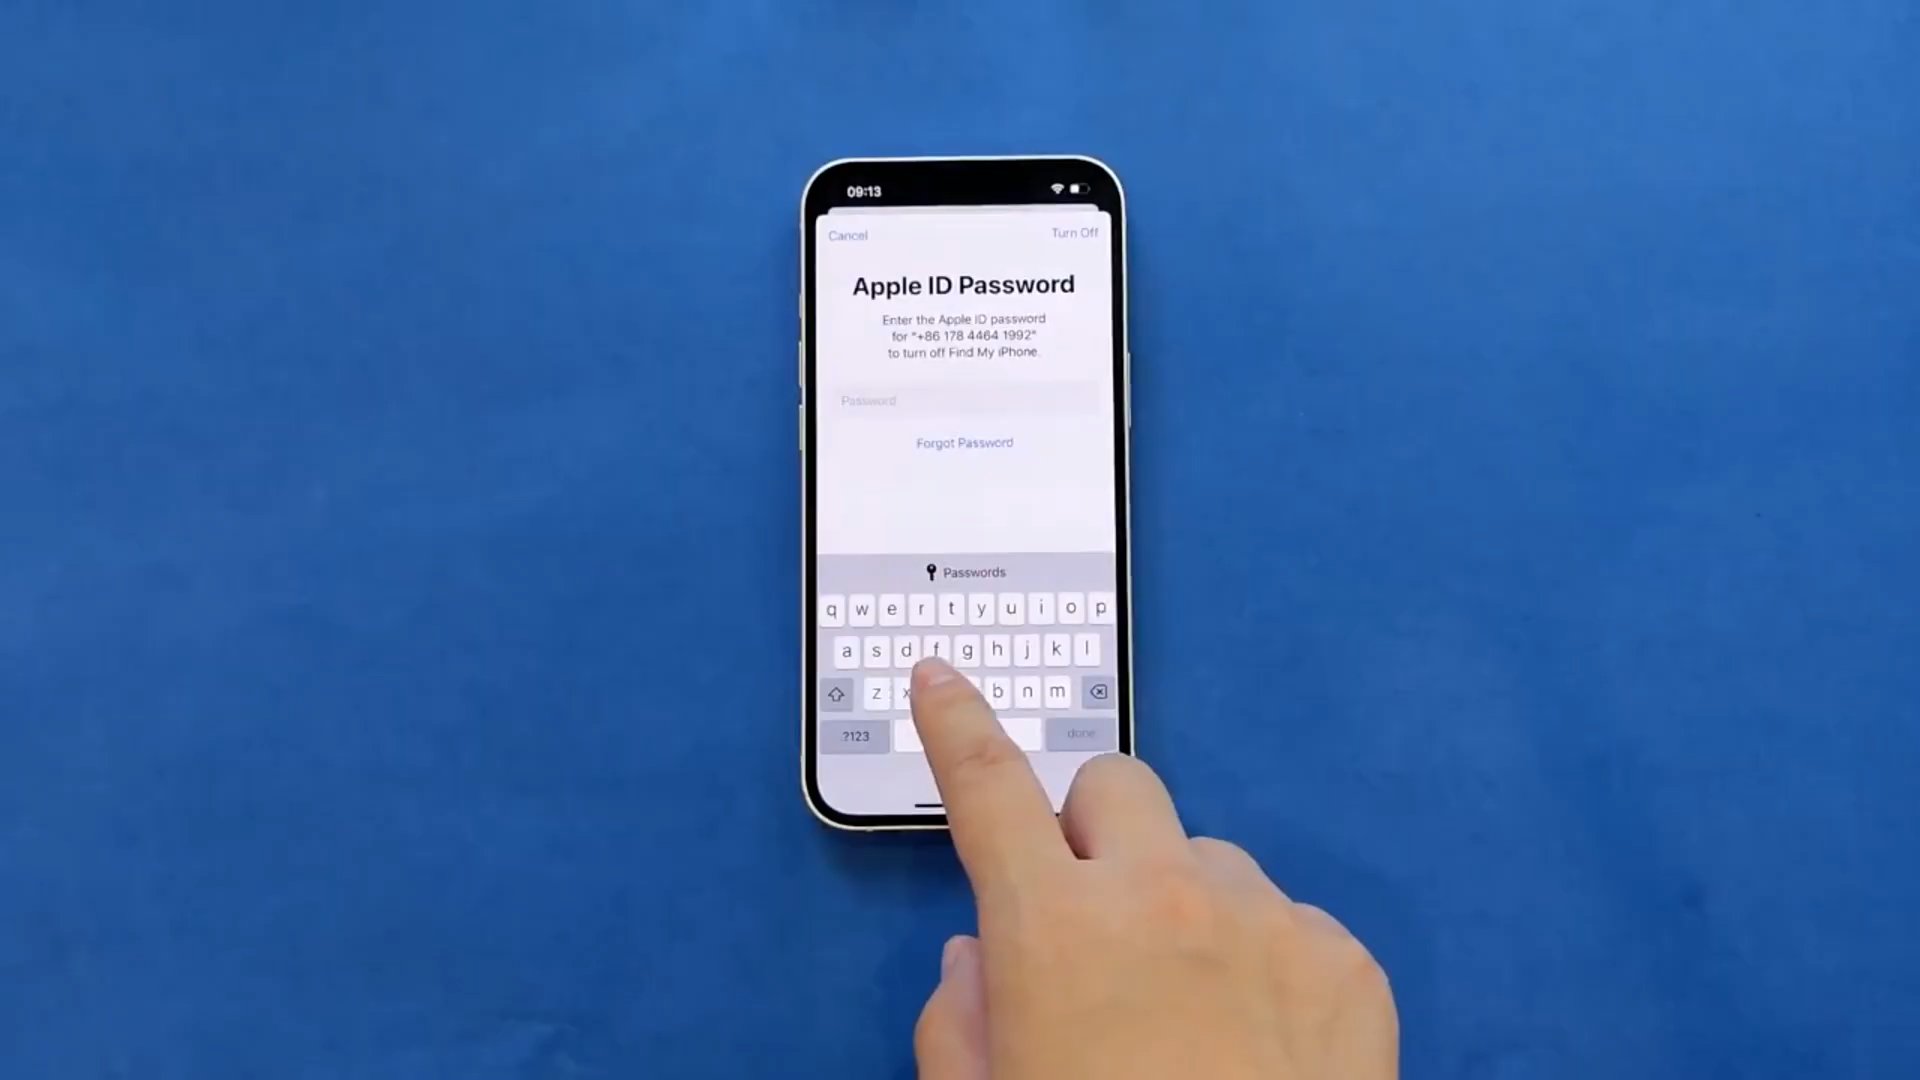 09:13
Cancel Turn Off
Apple ID Password
Enter the Apple ID password
for "+86 178 4464 1992"
to turn off Find My iPhone.
Password
Forgot Password
Passwords
q w e r t y u i o p
a s d f g h j k l
z x b n m
?123 done